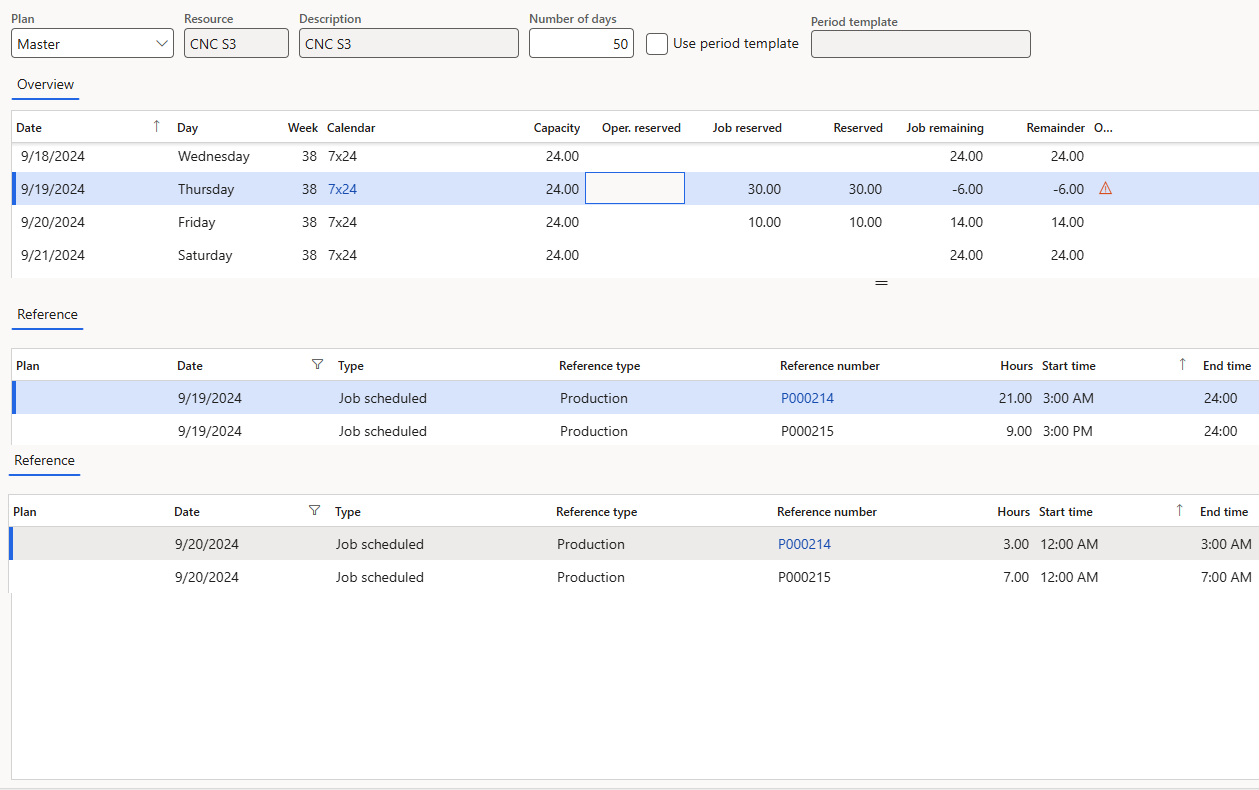 Plan Resource Description Number of days Period template
Master CNC S3 CNC S3 50 Use period template
Overview
Date Day Week Calendar Capacity Oper. reserved Job reserved Reserved Job remaining Remainder O...
9/18/2024 Wednesday 38 7x24 24.00 24.00 24.00
9/19/2024 Thursday 38 7x24 24.00 30.00 30.00 -6.00 -6.00
9/20/2024 Friday 38 7x24 24.00 10.00 10.00 14.00 14.00
9/21/2024 Saturday 38 7x24 24.00 24.00 24.00
Reference
Plan Date Type Reference type Reference number Hours Start time End time
9/19/2024 Job scheduled Production P000214 21.00 3:00 AM 24:00
9/19/2024 Job scheduled Production P000215 9.00 3:00 PM 24:00
Reference
Plan Date Type Reference type Reference number Hours Start time End time
9/20/2024 Job scheduled Production P000214 3.00 12:00 AM 3:00 AM
9/20/2024 Job scheduled Production P000215 7.00 12:00 AM 7:00 AM